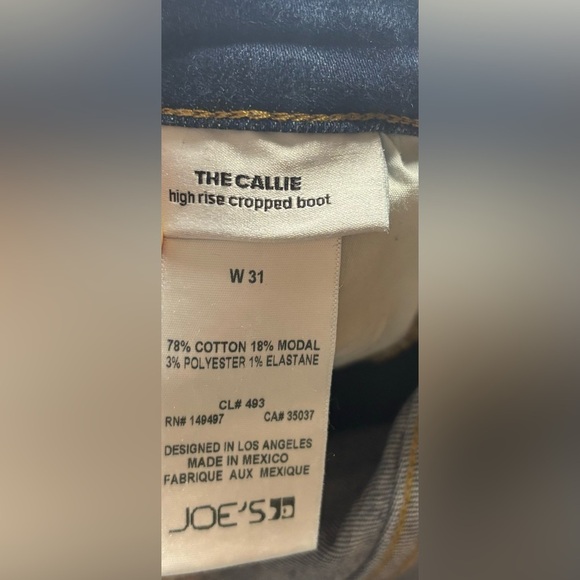 THE CALLIE
high rise cropped boot
W 31
78% COTTON 18% MODAL
3% POLYESTER 1% ELASTANE
CL# 493
RN# 149497 CA# 35037
DESIGNED IN LOS ANGELES
MADE IN MEXICO
FABRIQUE AUX MEXIQUE
JOE'S